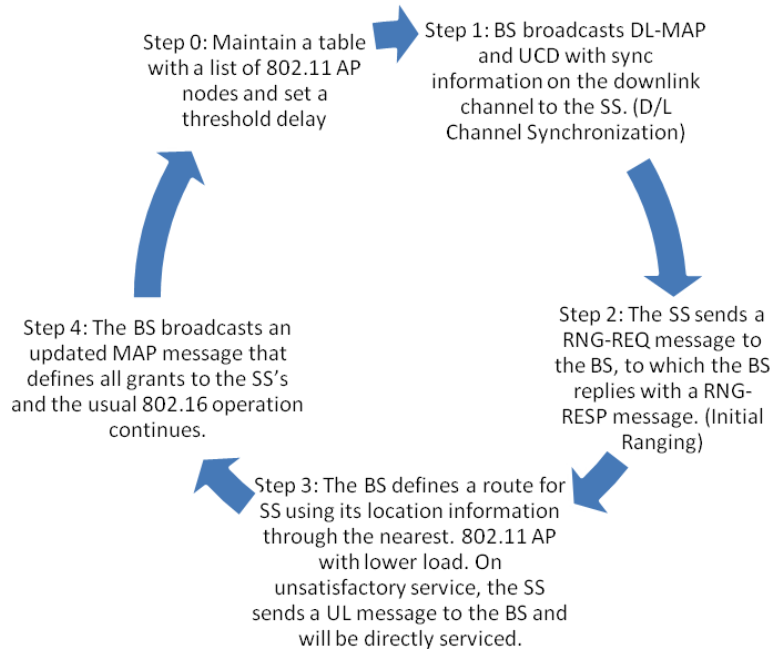 Step 0: Maintain a table
with a list of 802.11 AP
nodes and set a
threshold delay
Step 1: BS broadcasts DL-MAP
and UCD with sync
information on the downlink
channel to the SS. (D/L
Channel Synchronization)
Step 2: The SS sends a
RNG-REQ message to
the BS, to which the BS
replies with a RNG-
RESP message. (Initial
Ranging)
Step 3: The BS defines a route for
SS using its location information
through the nearest. 802.11 AP
with lower load. On
unsatisfactory service, the SS
sends a UL message to the BS and
will be directly serviced.
Step 4: The BS broadcasts an
updated MAP message that
defines all grants to the SS's
and the usual 802.16 operation
continues.